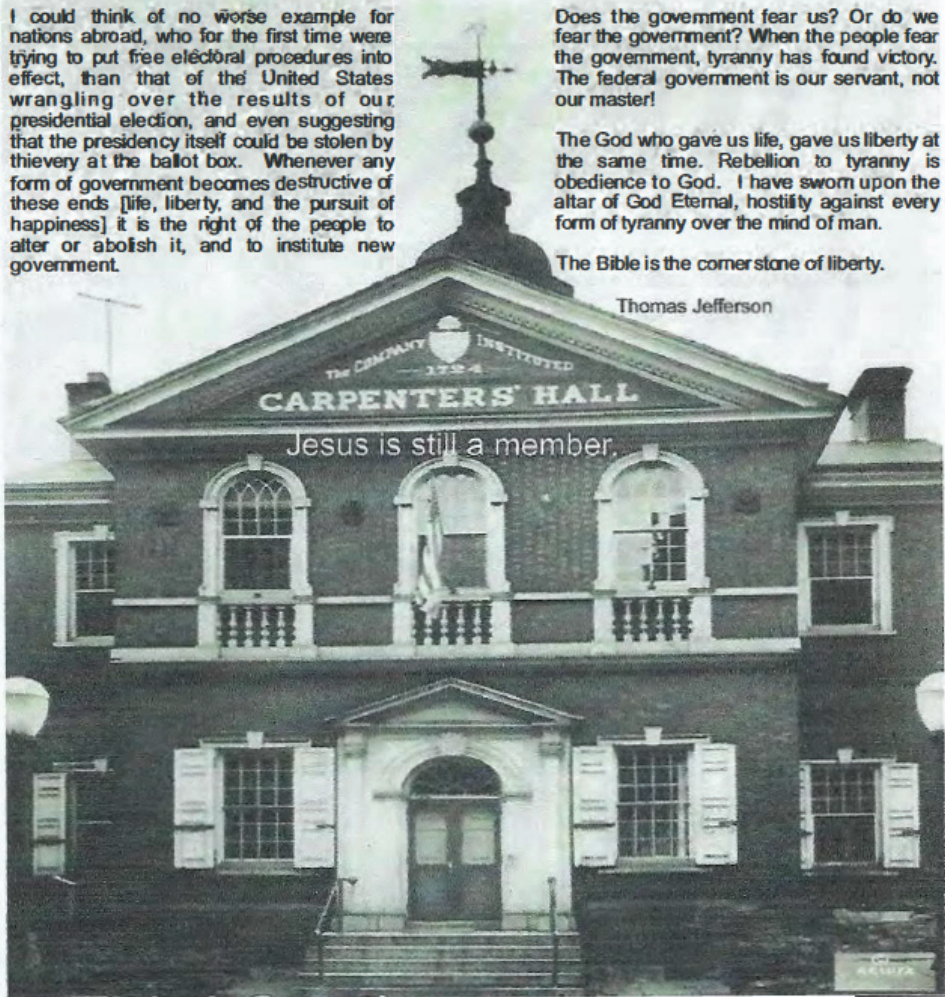 I could think of no worse example for
nations abroad, who for the first time were
trying to put free electoral procedures into
effect, than that of the United States
wrangling over the results of our
presidential election, and even suggesting
that the presidency itself could be stolen by
thievery at the ballot box. Whenever any
form of government becomes destructive of
these ends [life, liberty, and the pursuit of
happiness] it is the right of the people to
alter or abolish it, and to institute new
government.
Does the government fear us? Or do we
fear the government? When the people fear
the government, tyranny has found victory.
The federal government is our servant, not
our master!
The God who gave us life, gave us liberty at
the same time. Rebellion to tyranny is
obedience to God. I have sworn upon the
altar of God Eternal, hostility against every
form of tyranny over the mind of man.
The Bible is the cornerstone of liberty.
Thomas Jefferson
The COMPANY INSTITUTED
1724
CARPENTERS' HALL
Jesus is still a member.